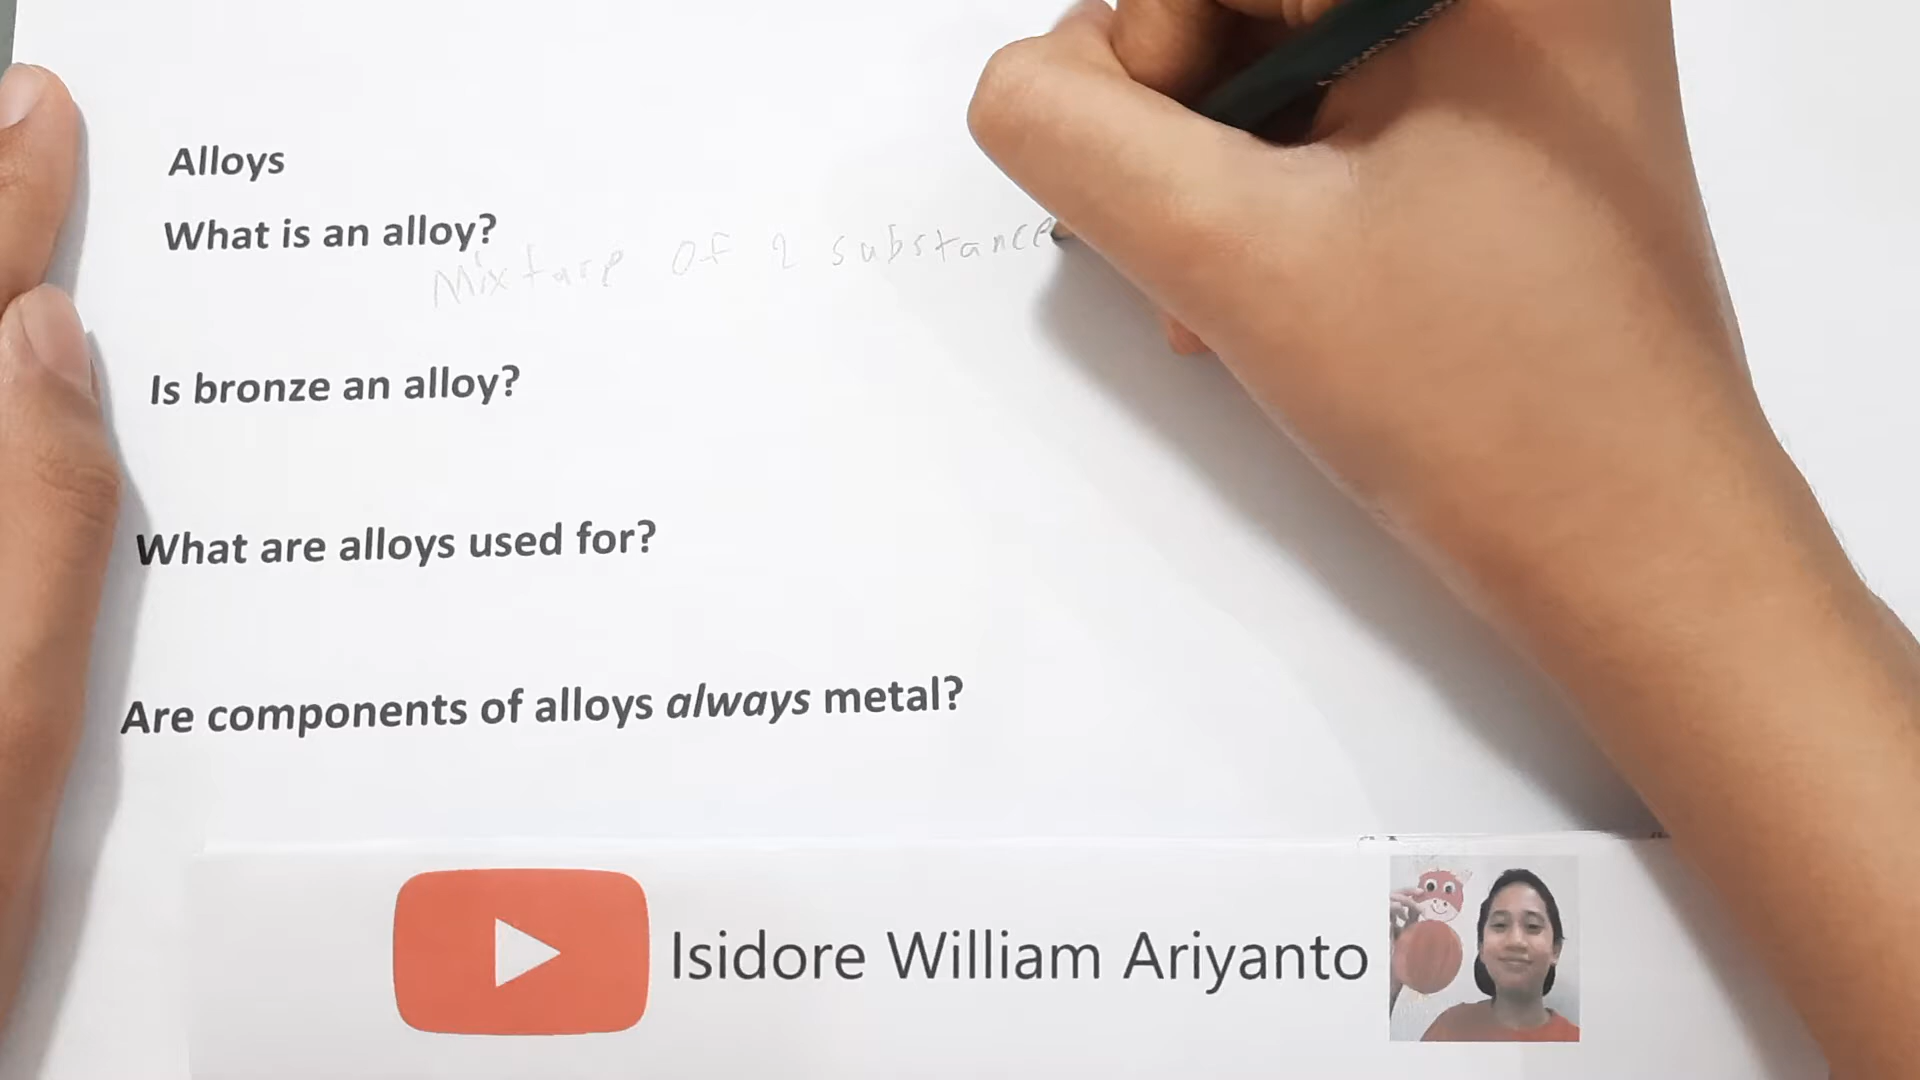 Alloys
What is an alloy?
Mixture of 2 substance
Is bronze an alloy?
What are alloys used for?
Are components of alloys always metal?
Isidore William Ariyanto